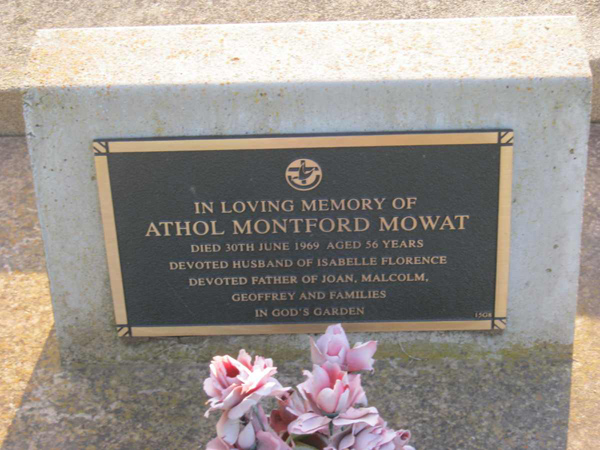 IN LOVING MEMORY OF
ATHOL MONTFORD MOWAT
DIED 30TH JUNE 1969 AGED 56 YEARS
DEVOTED HUSBAND OF ISABELLE FLORENCE
DEVOTED FATHER OF JOAN, MALCOLM,
GEOFFREY AND FAMILIES
IN GOD'S GARDEN